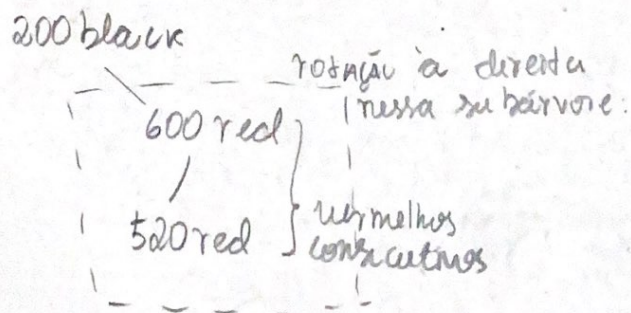 200 black
rotação à direita
nessa subárvore.
600 red
520 red
vermelhos
consecutivos